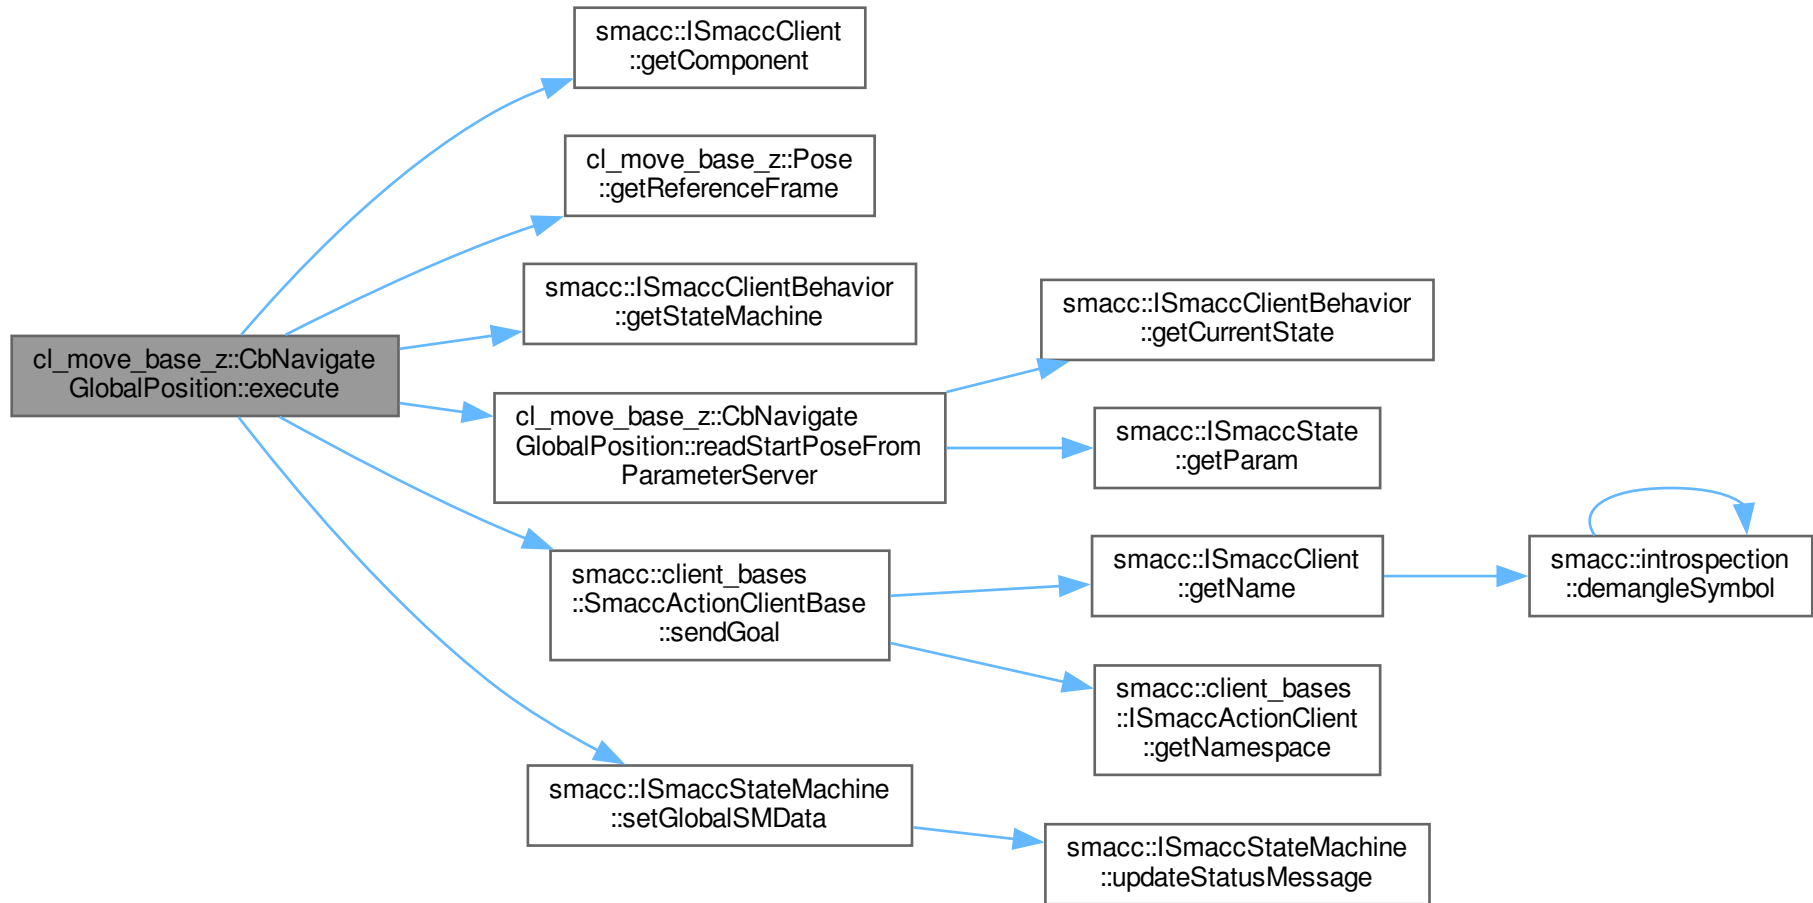 smacc::ISmaccClient
::getComponent
cl_move_base_z::Pose
::getReferenceFrame
smacc::ISmaccClientBehavior
::getStateMachine
cl_move_base_z::CbNavigate
GlobalPosition::execute
cl_move_base_z::CbNavigate
GlobalPosition::readStartPoseFrom
ParameterServer
smacc::client_bases
::SmaccActionClientBase
::sendGoal
smacc::ISmaccStateMachine
::setGlobalSMData
smacc::ISmaccClientBehavior
::getCurrentState
smacc::ISmaccState
::getParam
smacc::ISmaccClient
::getName
smacc::client_bases
::ISmaccActionClient
::getNamespace
smacc::ISmaccStateMachine
::updateStatusMessage
smacc::introspection
::demangleSymbol